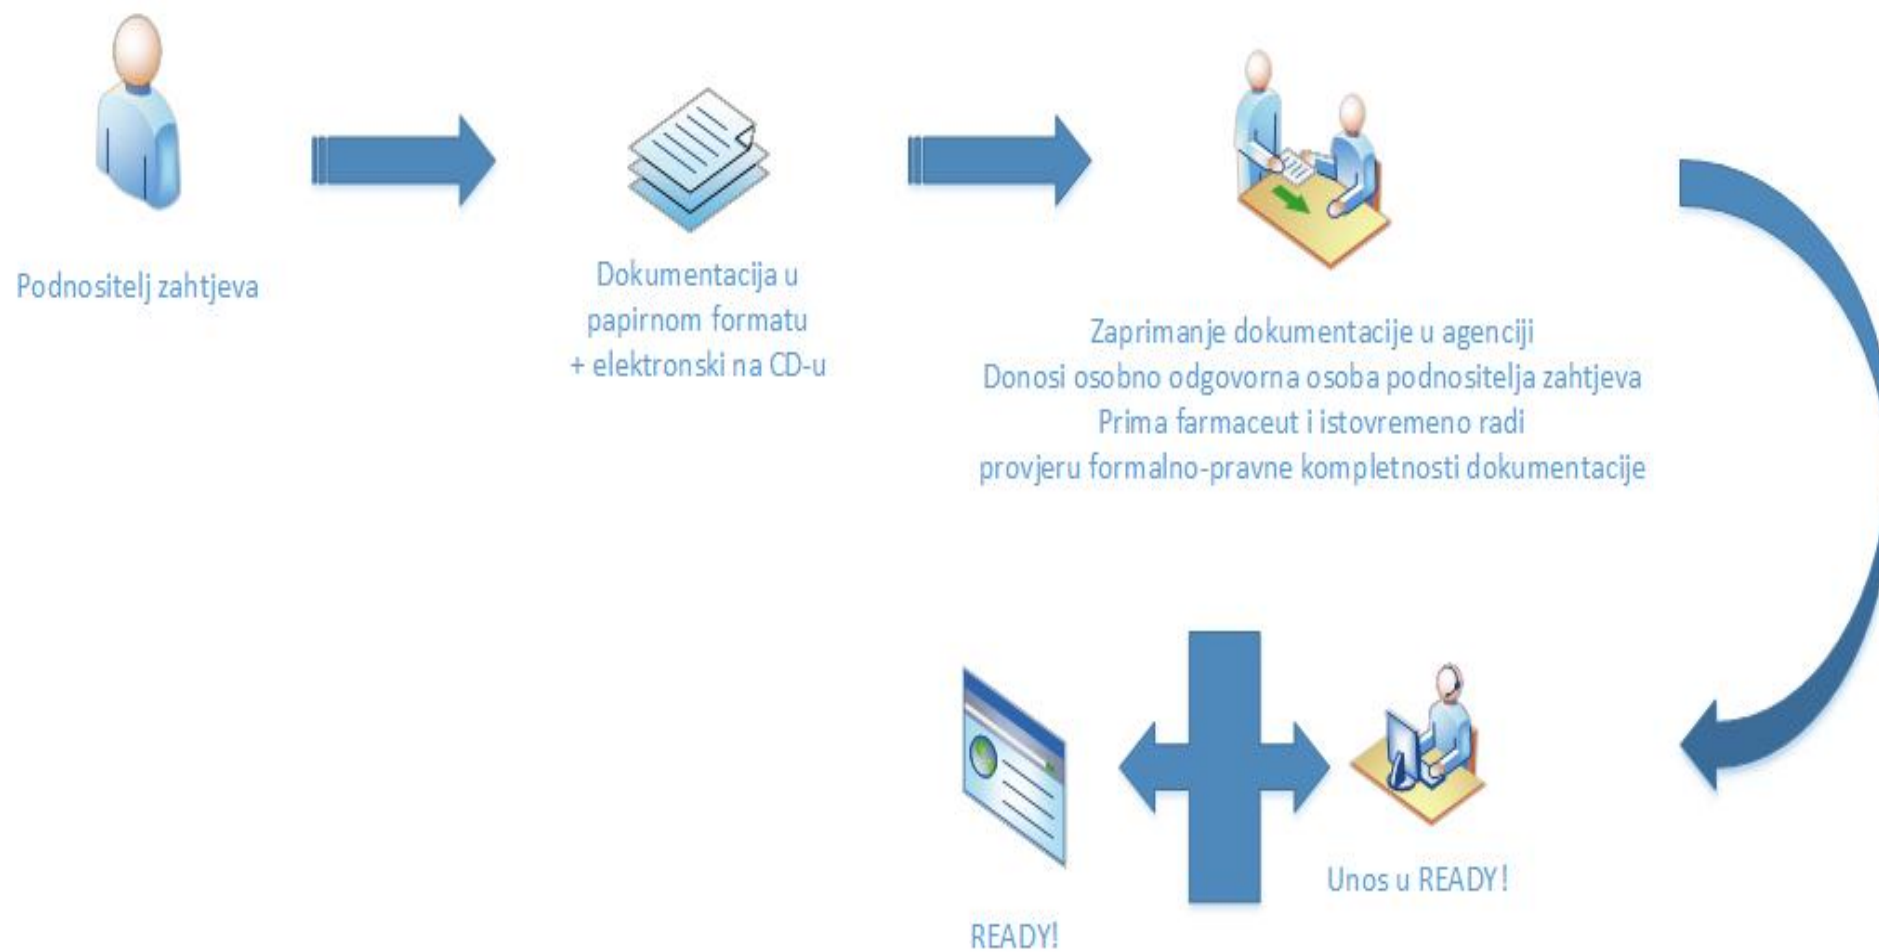 Podnositelj zahtjeva
Dokumentacija u
papirnom formatu
+ elektronski na CD-u
Zaprimanje dokumentacije u agenciji
Donosi osobno odgovorna osoba podnositelja zahtjeva
Prima farmaceut i istovremeno radi
provjeru formalno-pravne kompletnosti dokumentacije
Unos u READY!
READY!